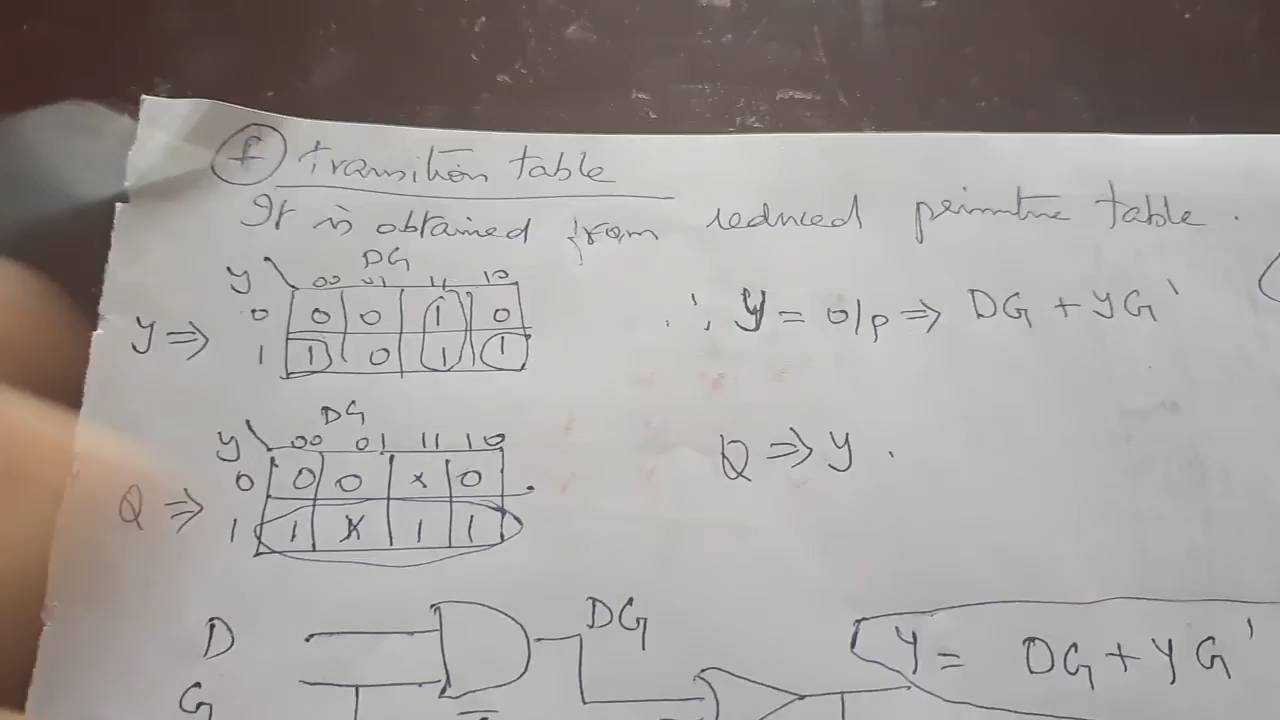 f transition table
It is obtained from reduced primitive table.
DG
y 00 01 11 10
0 0 0 1 0
Y ⇒
1 1 0 1 1
∴ Y = o/p ⇒ DG + yG'
DG
y 00 01 11 10
0 0 0 x 0
Q ⇒
1 1 x 1 1
Q ⇒ y.
D
G
DG
Y = DG + yG'